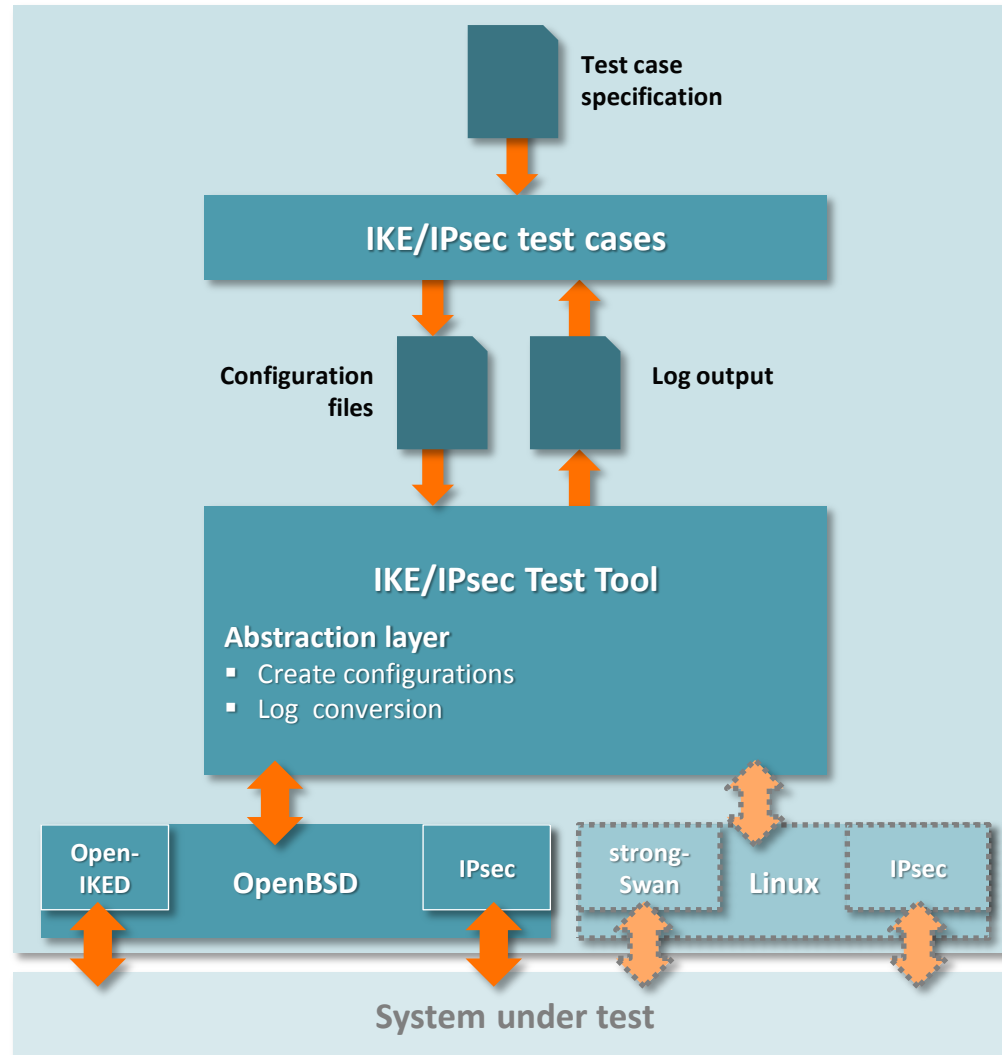 Test case
specification
IKE/IPsec test cases
Configuration
files
Log output
IKE/IPsec Test Tool
Abstraction layer
▪ Create configurations
▪ Log conversion
Open-
IKED
OpenBSD
IPsec
strong-
Swan
Linux
IPsec
System under test